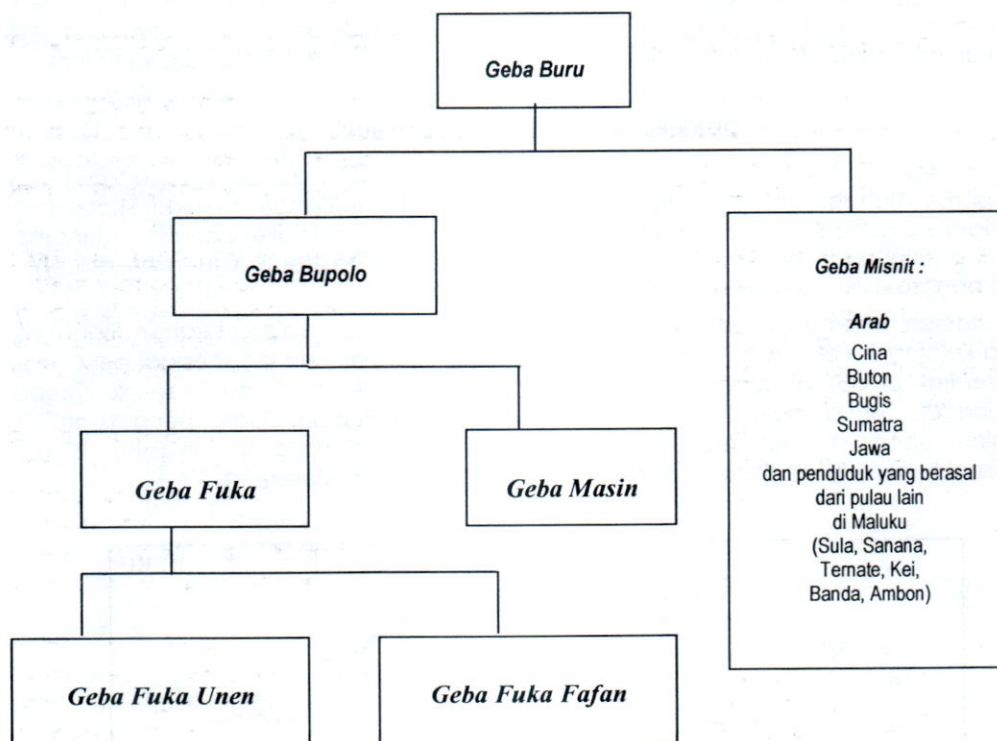 Geba Buru
Geba Bupolo
Geba Misnit :
Arab
Cina
Buton
Bugis
Sumatra
Jawa
dan penduduk yang berasal
dari pulau lain
di Maluku
(Sula, Sanana,
Ternate, Kei,
Banda, Ambon)
Geba Fuka
Geba Masin
Geba Fuka Unen
Geba Fuka Fafan